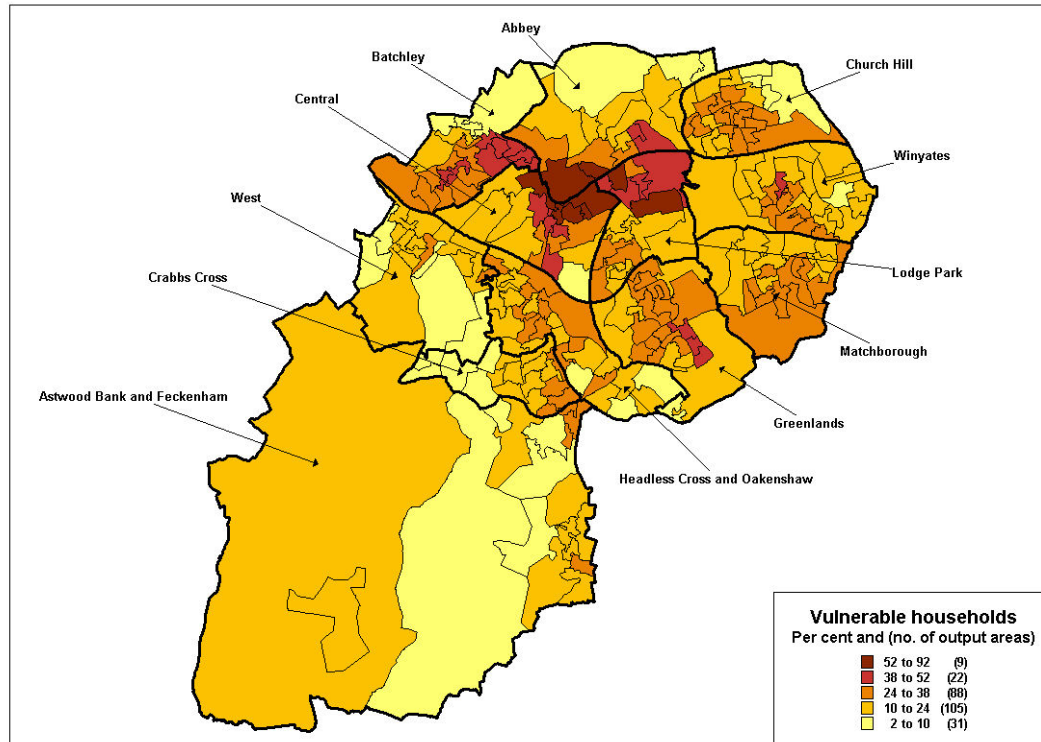 Abbey
Batchley
Church Hill
Central
Winyates
West
Lodge Park
Crabbs Cross
Matchborough
Astwood Bank and Feckenham
Greenlands
Headless Cross and Oakenshaw
Vulnerable households
Per cent and (no. of output areas)
52 to 92 (9)
38 to 52 (22)
24 to 38 (88)
10 to 24 (105)
2 to 10 (31)